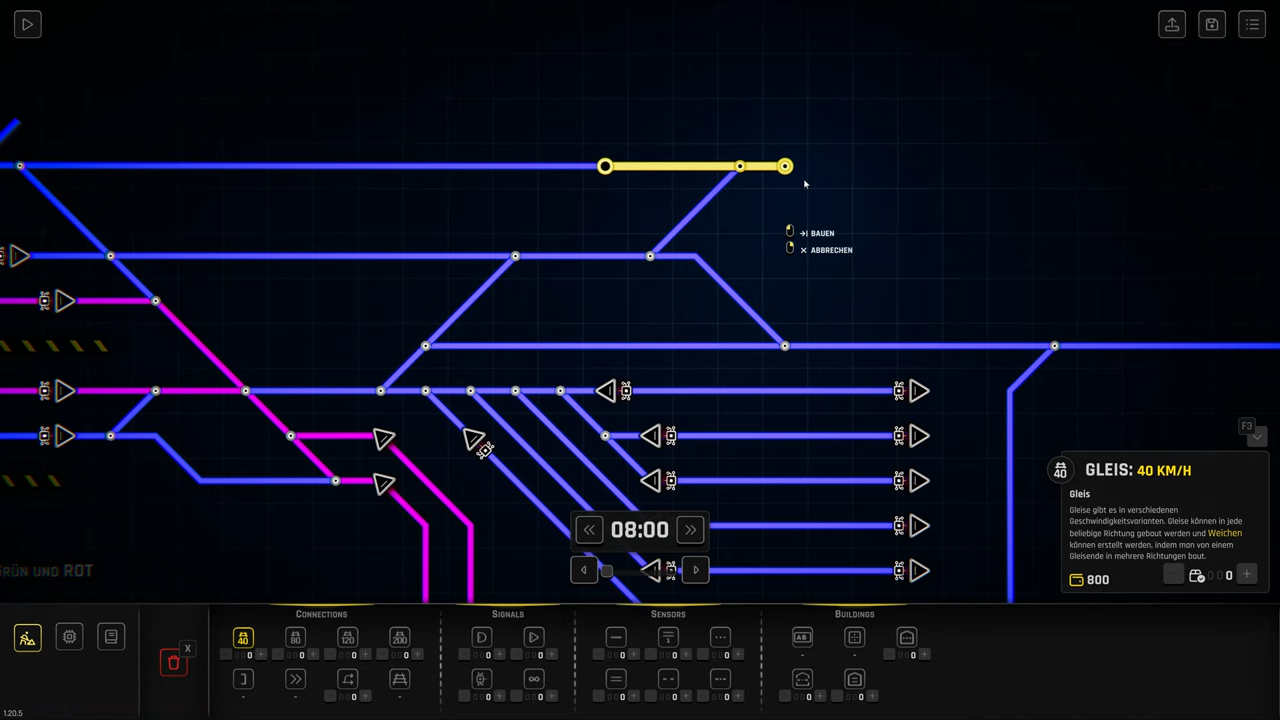 BAUEN
ABBRECHEN
F3
GLEIS: 40 KM/H
Gleis
Gleise gibt es in verschiedenen
Geschwindigkeitsvarianten. Gleise können in jede
beliebige Richtung gebaut werden und Weichen
können erstellt werden, indem man von einem
Gleisende in mehrere Richtungen baut.
800
0
08:00
GRÜN UND ROT
CONNECTIONS
SIGNALS
SENSORS
BUILDINGS
40
80
120
200
AB
X
1.20.5